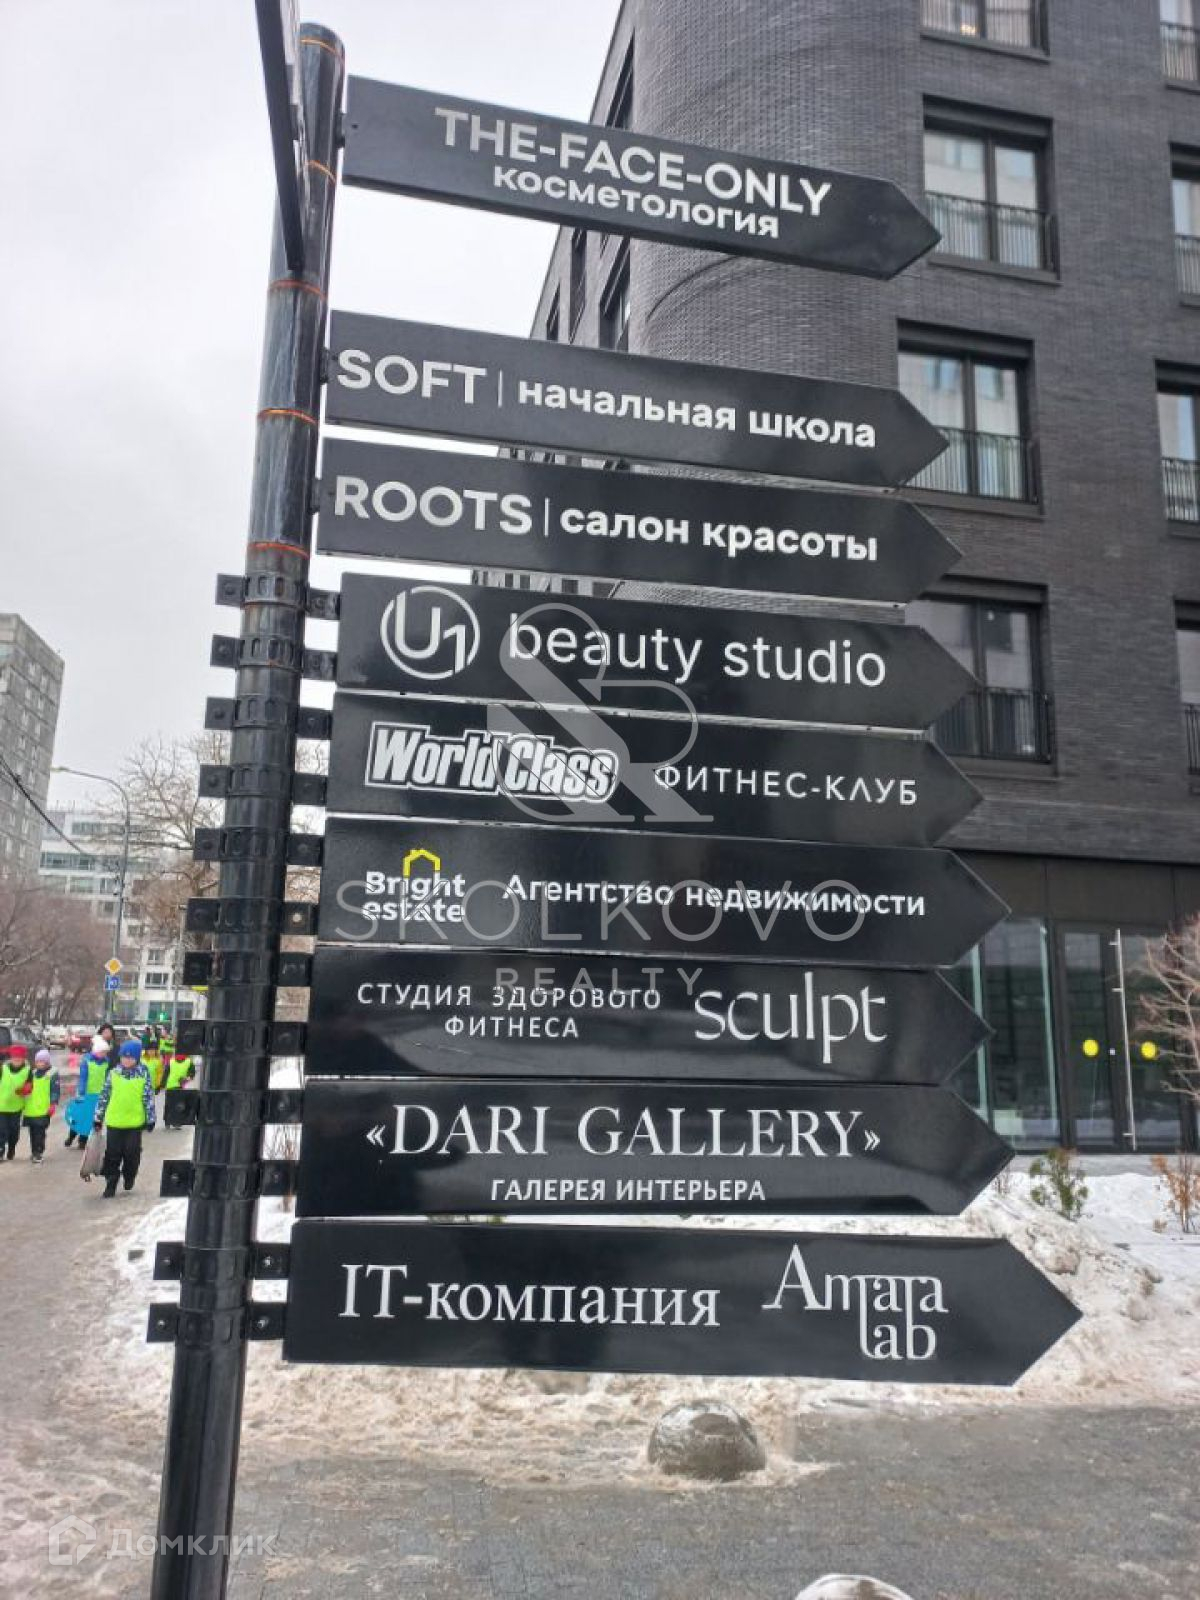 THE-FACE-ONLY
косметология
SOFT | начальная школа
ROOTS | салон красоты
U1 beauty studio
World Class ФИТНЕС-КЛУБ
Bright
estate
Агентство недвижимости
SKOLKOVO
REALTY
СТУДИЯ ЗДОРОВОГО
ФИТНЕСА
sculpt
«DARI GALLERY»
ГАЛЕРЕЯ ИНТЕРЬЕРА
IT-компания
Amara
lab
Домклик